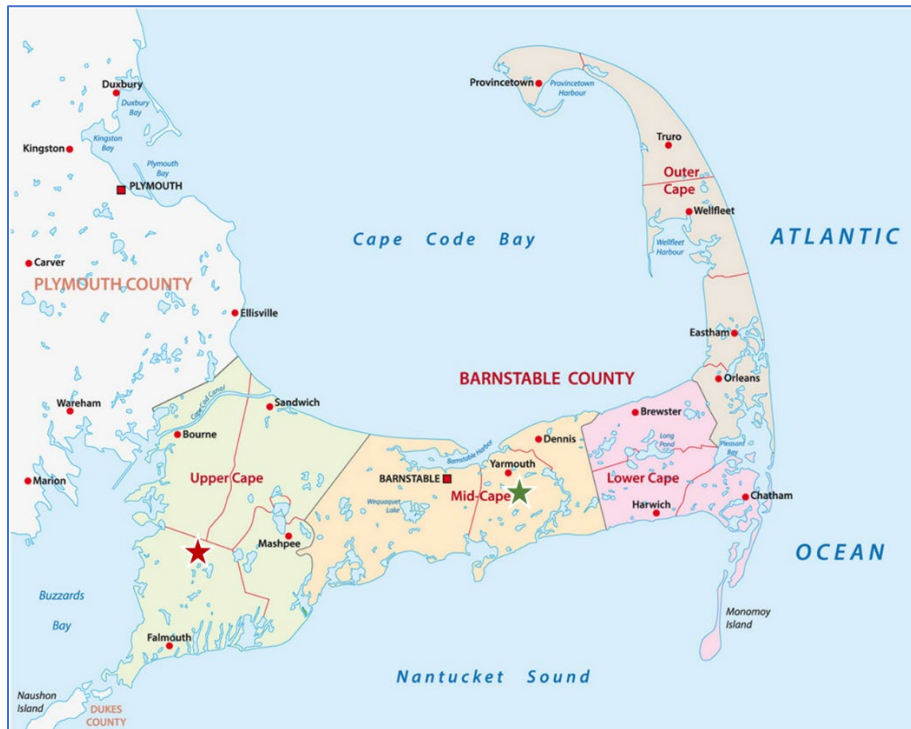 Duxbury
Duxbury
Bay
Kingston
Kingston
Bay
Plymouth
Bay
PLYMOUTH
Carver
PLYMOUTH COUNTY
Ellisville
Wareham
Marion
Provincetown
Provincetown
Harbour
Truro
Outer
Cape
Wellfleet
Wellfleet
Harbour
Cape Code Bay
ATLANTIC
Eastham
Orleans
BARNSTABLE COUNTY
Cape Cod Canal
Sandwich
Bourne
Upper Cape
Mashpee
Barnstable Harbor
BARNSTABLE
Wequaquet
Lake
Dennis
Yarmouth
Mid-Cape
Brewster
Long
Pond
Pleasant
Bay
Lower Cape
Harwich
Chatham
OCEAN
Monomoy
Island
Buzzards
Bay
Falmouth
Nantucket Sound
Naushon
Island
DUKES
COUNTY